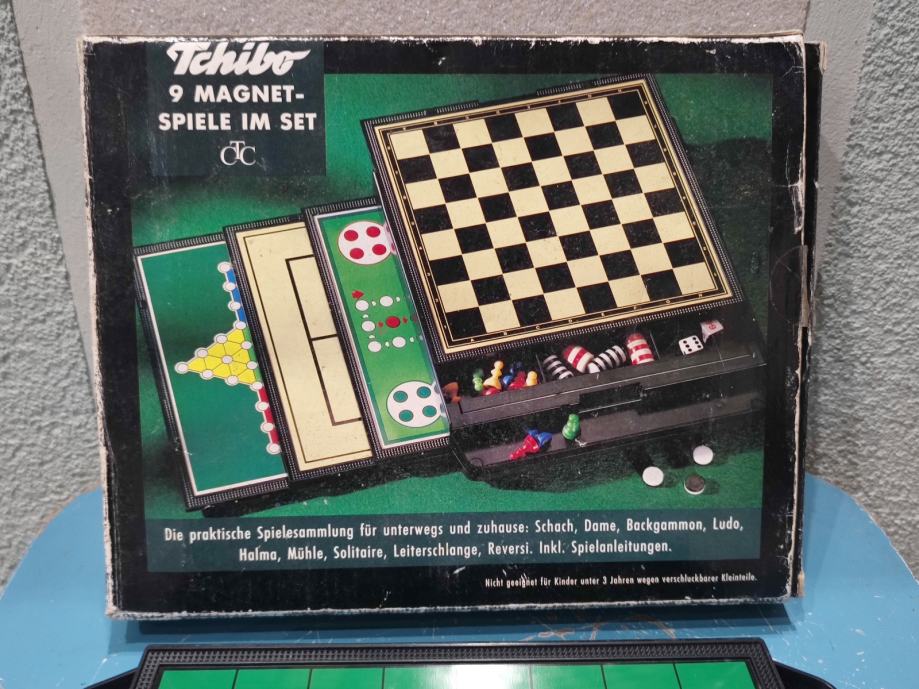 Tchibo
9 MAGNET-
SPIELE IM SET
CTC
Die praktische Spielesammlung für unterwegs und zuhause: Schach, Dame, Backgammon, Ludo,
Halma, Mühle, Solitaire, Leiterschlange, Reversi. Inkl. Spielanleitungen.
Nicht geeignet für Kinder unter 3 Jahren wegen verschluckbarer Kleinteile.